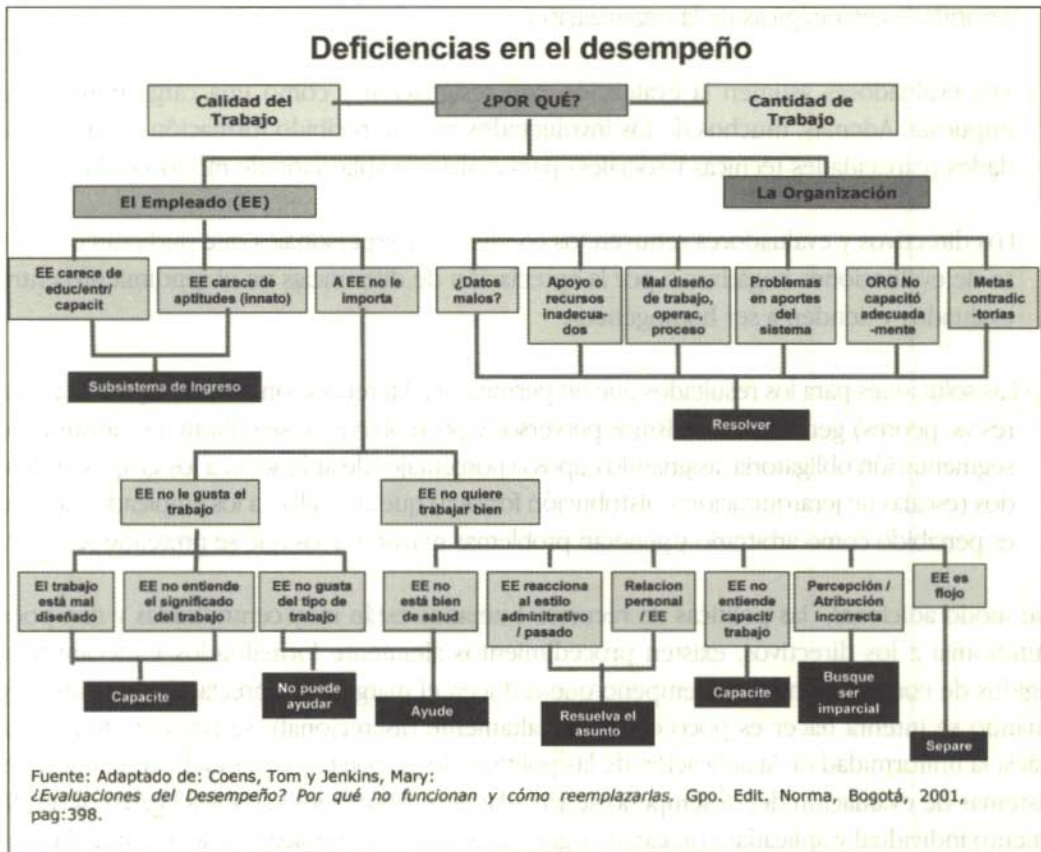 Deficiencias en el desempeño
Calidad del
Trabajo
¿POR QUÉ?
Cantidad de
Trabajo
El Empleado (EE)
La Organización
EE carece de
educ/entr/
capacit
EE carece de
aptitudes (innato)
A EE no le
importa
¿Datos
malos?
Apoyo o
recursos
inadecua-
dos
Mal diseño
de trabajo,
operac,
proceso
Problemas
en aportes
del
sistema
ORG No
capacitó
adecuada
-mente
Metas
contradic
-torias
Subsistema de Ingreso
Resolver
EE no le gusta el
trabajo
EE no quiere
trabajar bien
El trabajo
está mal
diseñado
EE no entiende
el significado
del trabajo
EE no gusta
del tipo de
trabajo
EE no
está bien
de salud
EE reacciona
al estilo
adminitrativo
/ pasado
Relacion
personal
/ EE
EE no
entiende
capacit/
trabajo
Percepción /
Atribución
incorrecta
EE es
flojo
Capacite
No puede
ayudar
Ayude
Resuelva el
asunto
Capacite
Busque
ser
imparcial
Separe
Fuente: Adaptado de: Coens, Tom y Jenkins, Mary:
¿Evaluaciones del Desempeño? Por qué no funcionan y cómo reemplazarlas. Gpo. Edit. Norma, Bogotá, 2001,
pag:398.